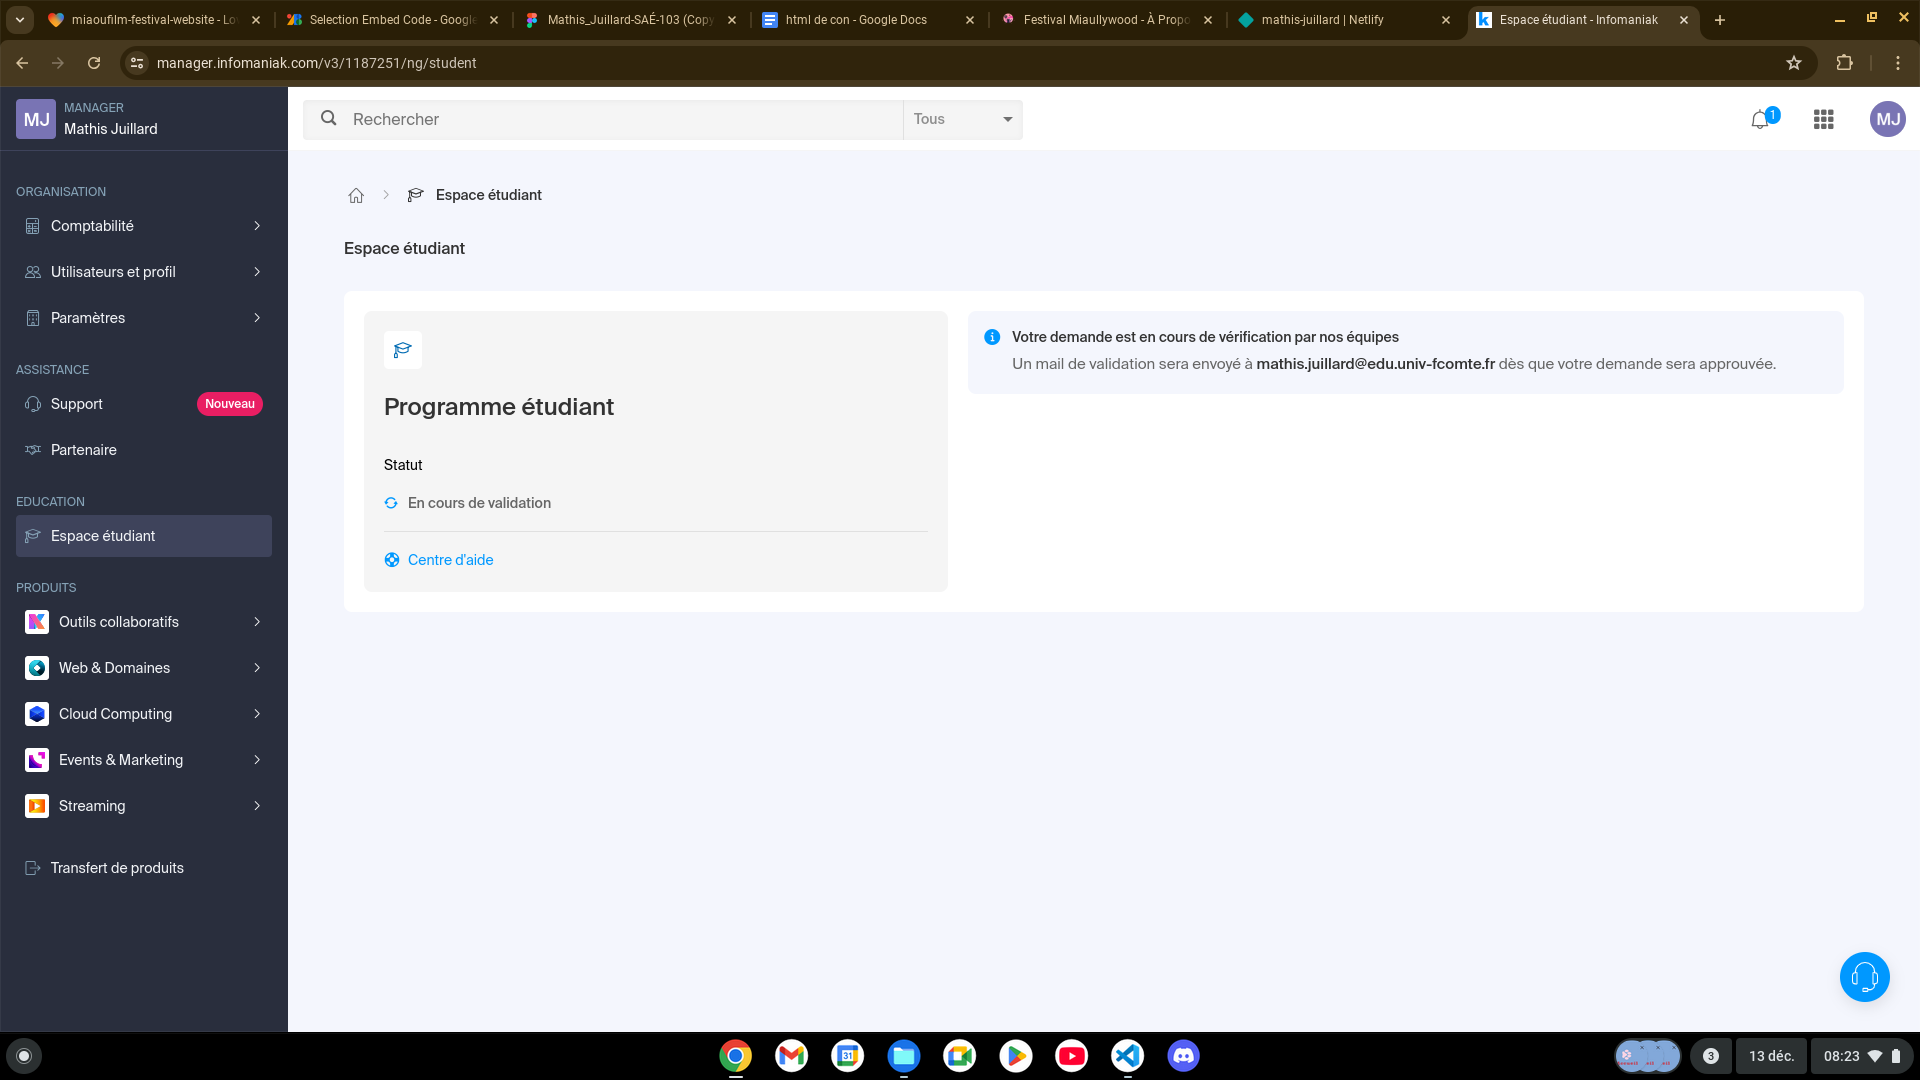 miaoufilm-festival-website - Lo
Selection Embed Code - Google
Mathis_Juillard-SAÉ-103 (Copy
html de con - Google Docs
Festival Miaullywood - À Propo
mathis-juillard | Netlify
Espace étudiant - Infomaniak
manager.infomaniak.com/v3/1187251/ng/student
MJ
MANAGER
Mathis Juillard
Rechercher
Tous
1
MJ
ORGANISATION
Comptabilité
Utilisateurs et profil
Paramètres
ASSISTANCE
Support
Nouveau
Partenaire
EDUCATION
Espace étudiant
PRODUITS
Outils collaboratifs
Web & Domaines
Cloud Computing
Events & Marketing
Streaming
Transfert de produits
Espace étudiant
Espace étudiant
Programme étudiant
Statut
En cours de validation
Centre d'aide
Votre demande est en cours de vérification par nos équipes
Un mail de validation sera envoyé à mathis.juillard@edu.univ-fcomte.fr dès que votre demande sera approuvée.
31
3
13 déc.
08:23